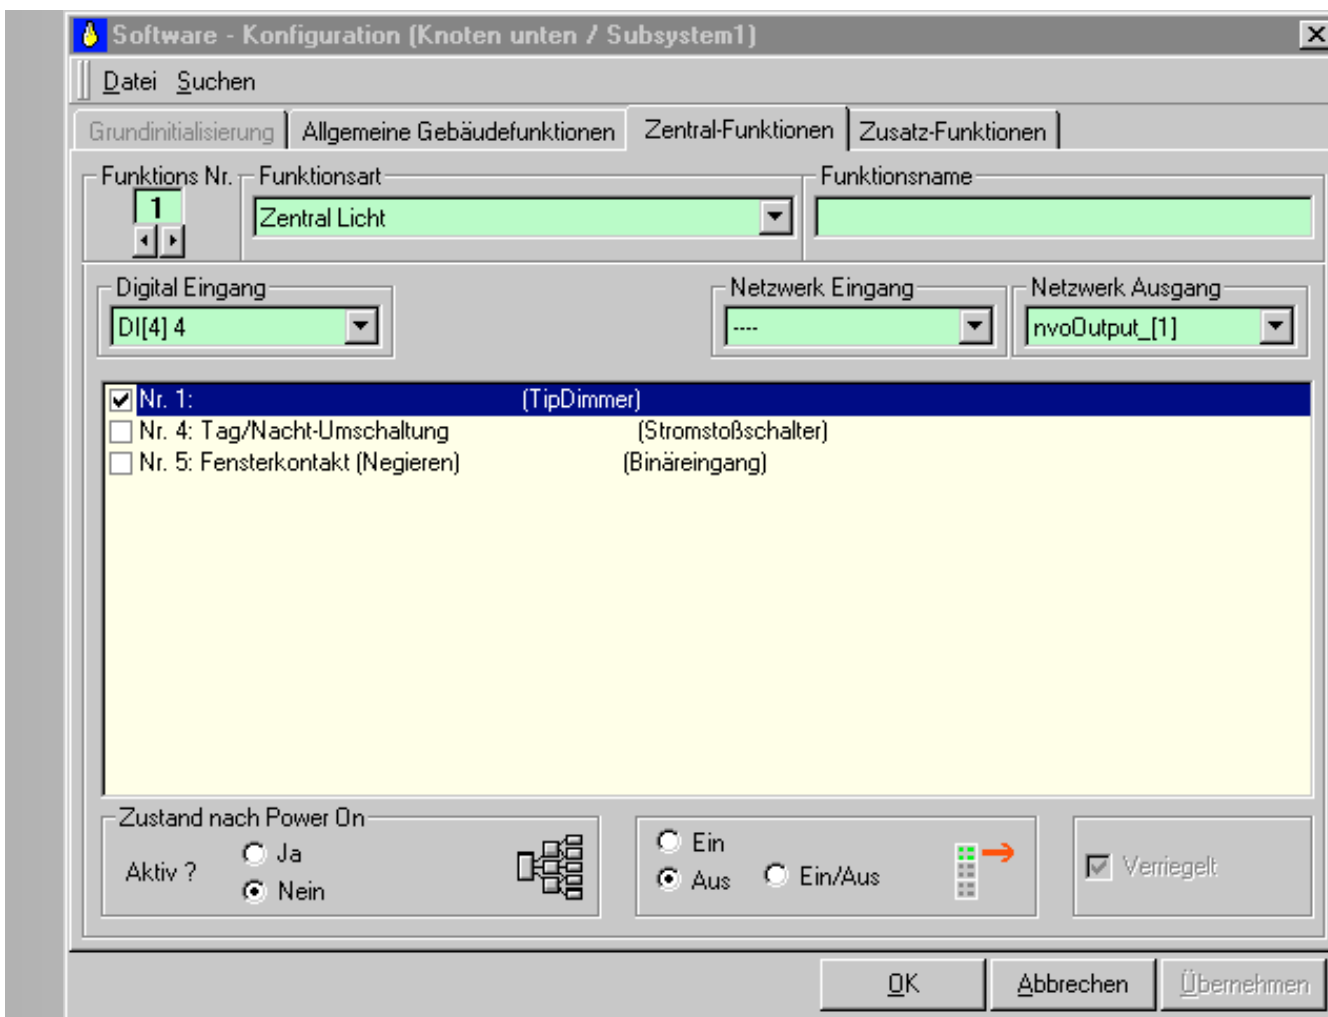 Software - Konfiguration (Knoten unten / Subsystem1)
Datei Suchen
Grundinitialisierung Allgemeine Gebäudefunktionen Zentral-Funktionen Zusatz-Funktionen
Funktions Nr. Funktionsart Funktionsname
1 Zentral Licht
Digital Eingang Netzwerk Eingang Netzwerk Ausgang
DI[4] 4 ---- nvoOutput_[1]
Nr. 1: (TipDimmer)
Nr. 4: Tag/Nacht-Umschaltung (Stromstoßschalter)
Nr. 5: Fensterkontakt (Negieren) (Binäreingang)
Zustand nach Power On
Aktiv ? Ja
Nein
Ein
Aus Ein/Aus
Verriegelt
OK Abbrechen Übernehmen